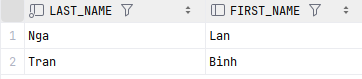 LAST_NAME FIRST_NAME
1 Nga Lan
2 Tran Binh